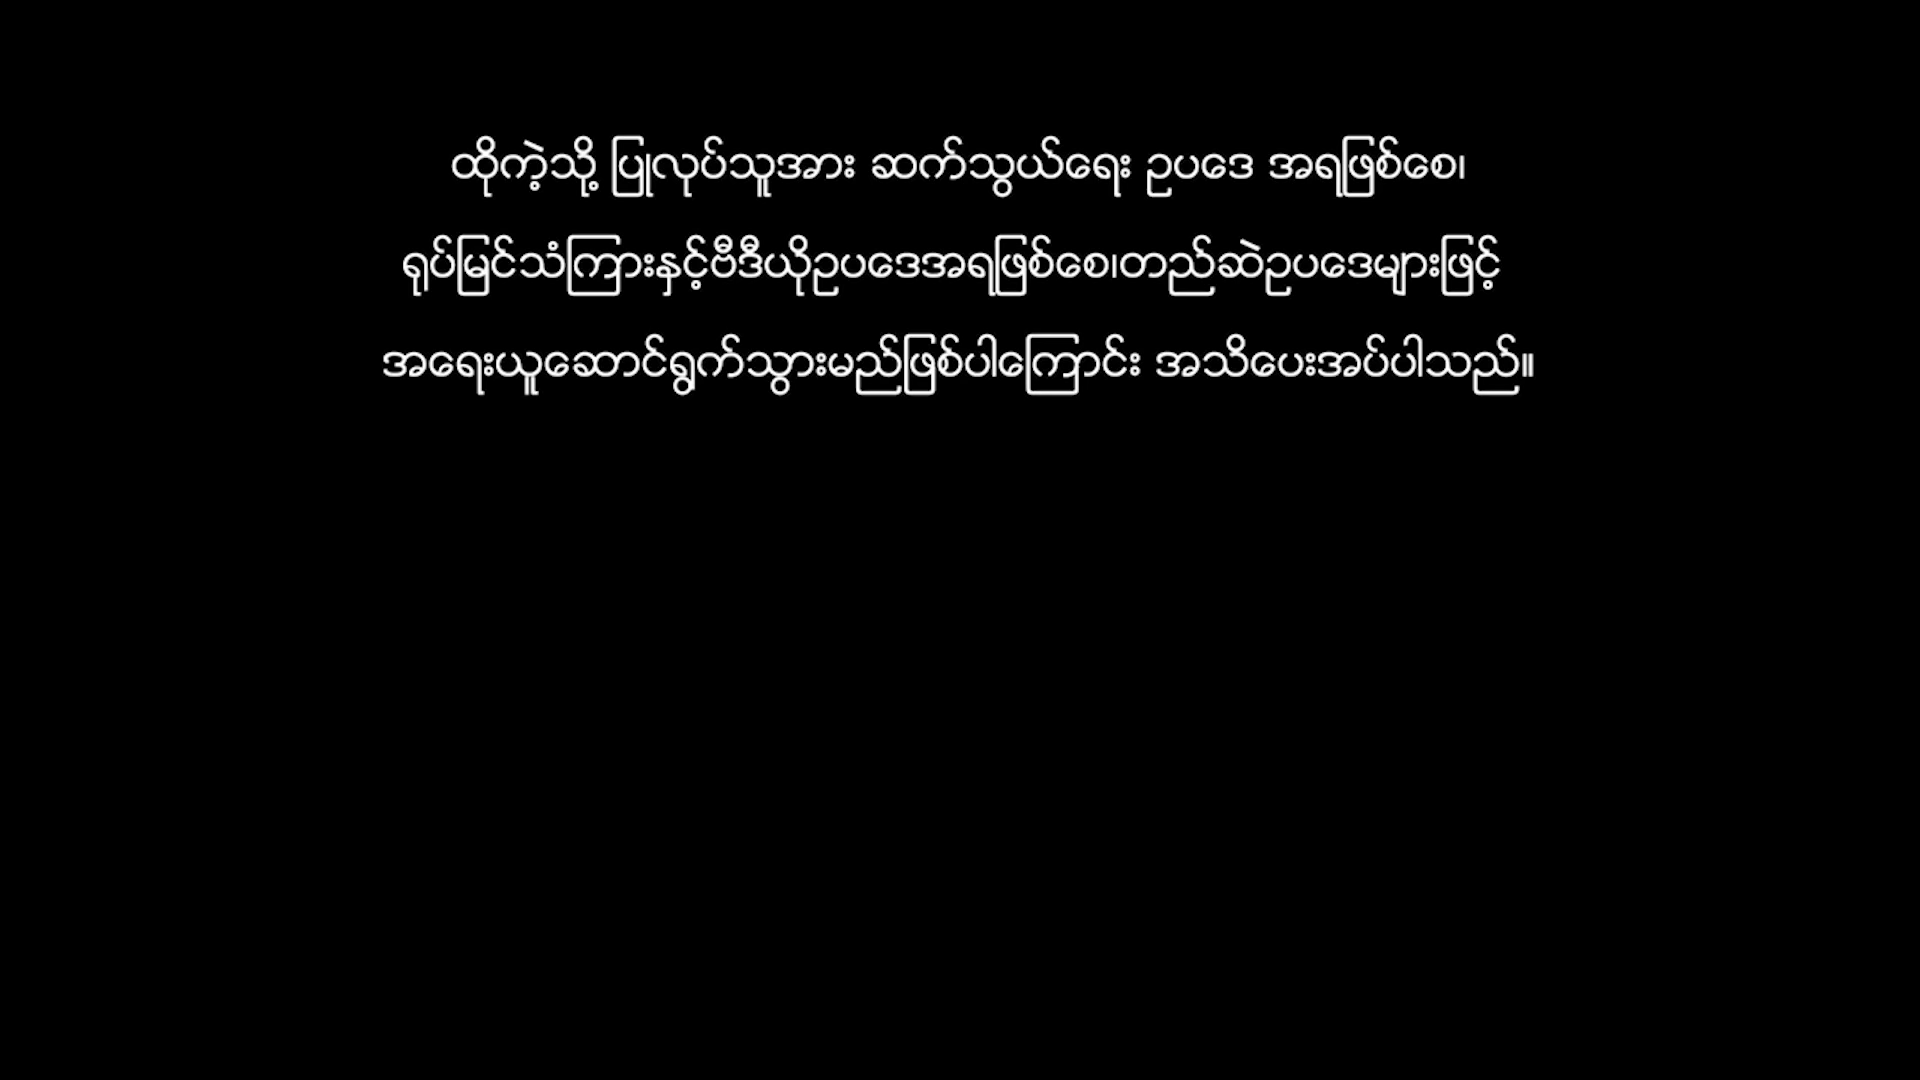 ထိုကဲ့သို့ ပြုလုပ်သူအား ဆက်သွယ်ရေး ဥပဒေ အရဖြစ်စေ၊
ရုပ်မြင်သံကြားနှင့်ဗီဒီယိုဥပဒေအရဖြစ်စေ၊တည်ဆဲဥပဒေများဖြင့်
အရေးယူဆောင်ရွက်သွားမည်ဖြစ်ပါကြောင်း အသိပေးအပ်ပါသည်။